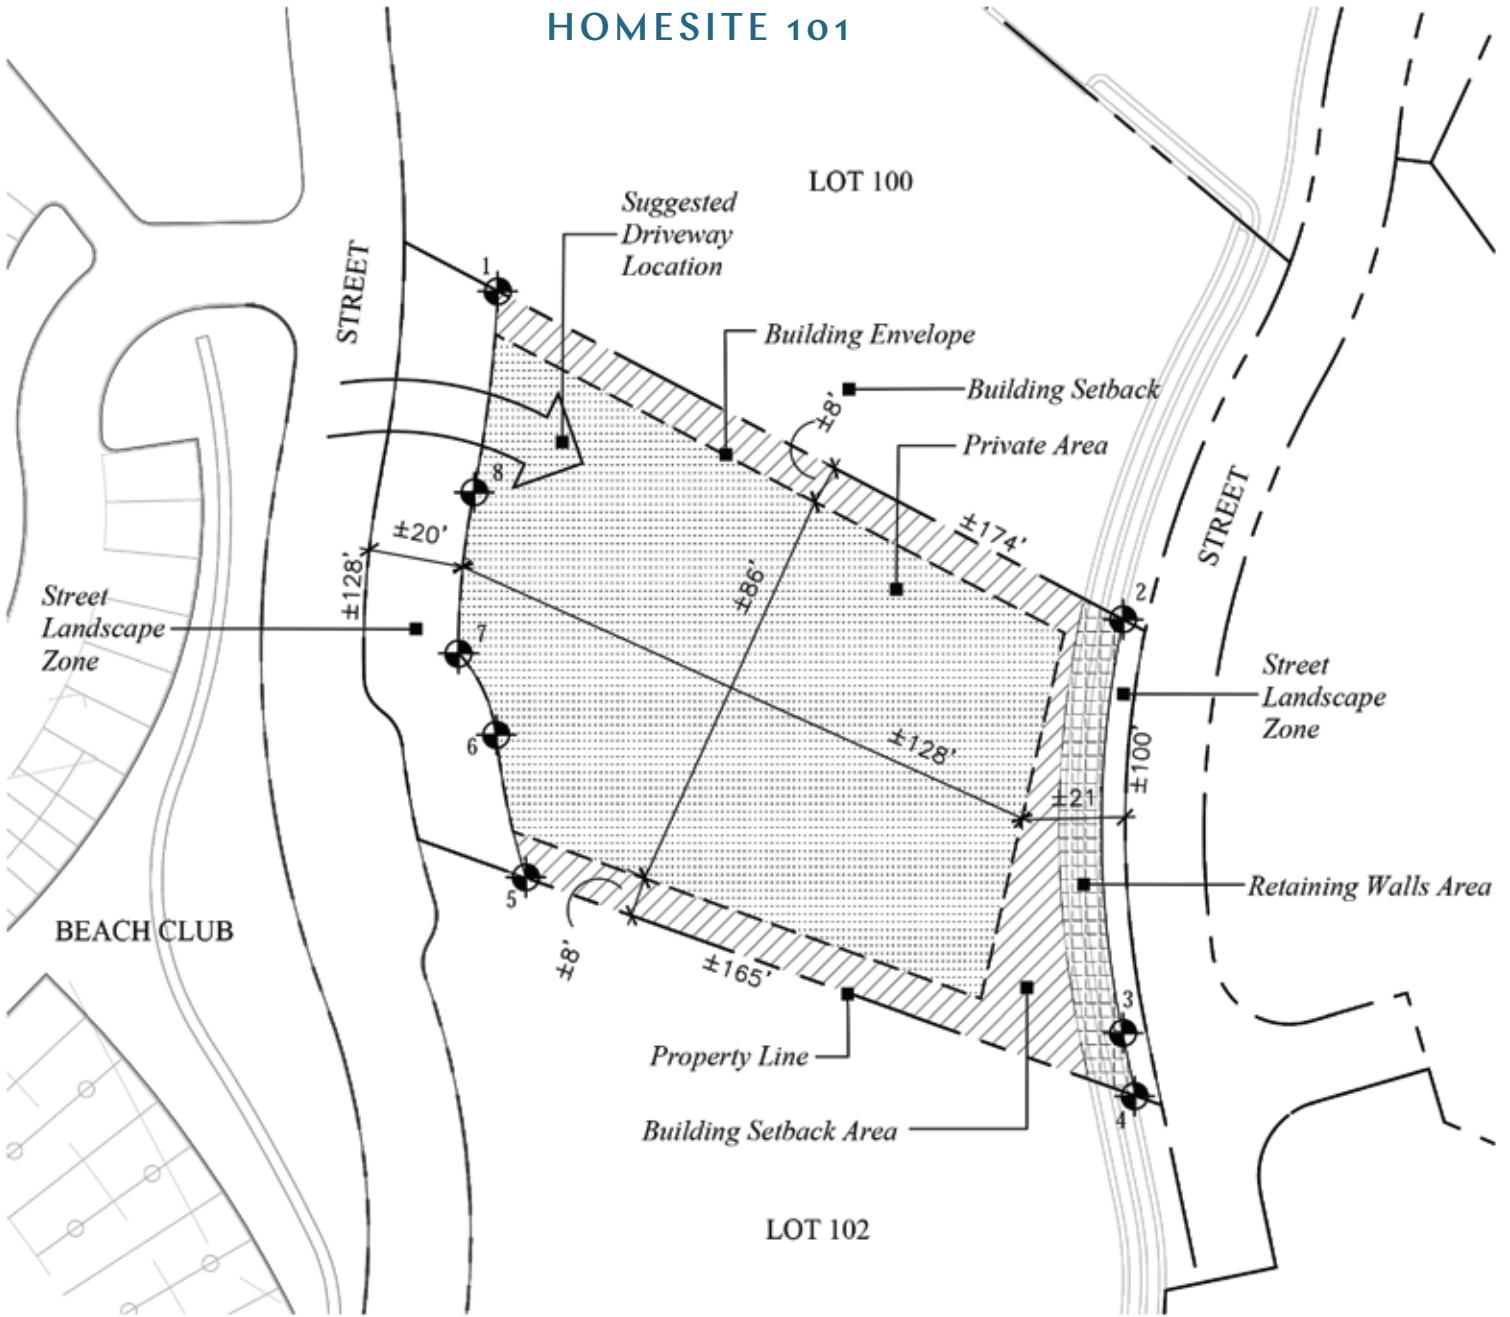 HOMESITE 101
LOT 100
Suggested
Driveway
Location
STREET
1
Building Envelope
Building Setback
±8'
Private Area
8
±20'
±174'
STREET
±128'
±86'
2
Street
Landscape
Zone
7
Street
Landscape
Zone
6
±128'
±100'
±21
Retaining Walls Area
5
BEACH CLUB
±8'
±165'
3
Property Line
4
Building Setback Area
LOT 102